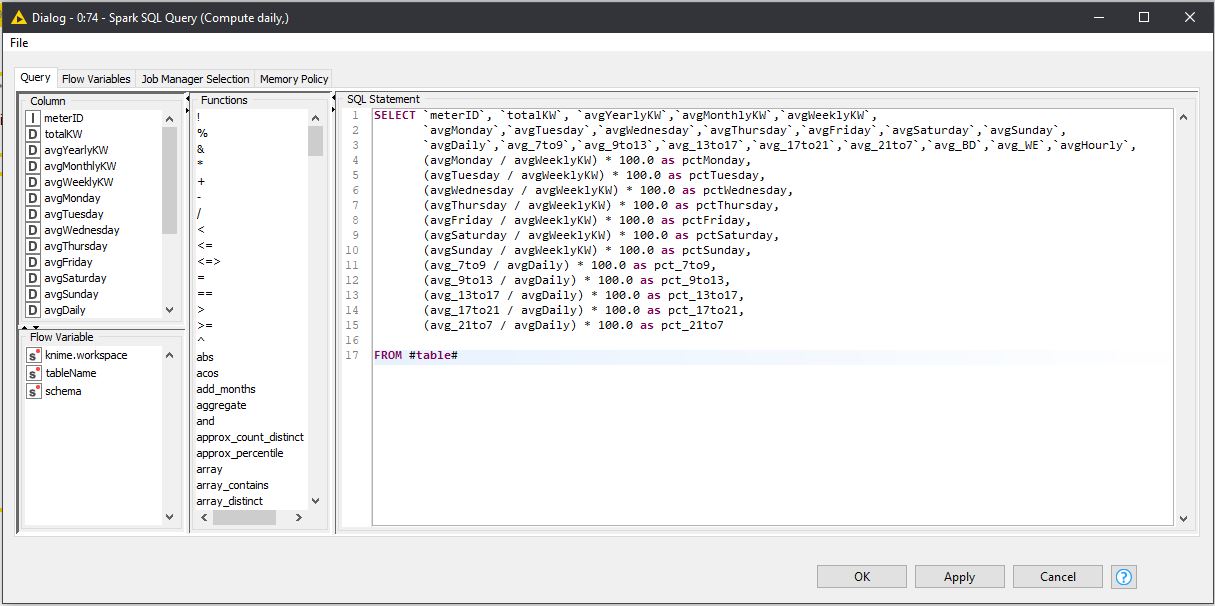 Dialog - 0:74 - Spark SQL Query (Compute daily,)
File
Query Flow Variables Job Manager Selection Memory Policy
Column
I meterID
D totalKW
D avgYearlyKW
D avgMonthlyKW
D avgWeeklyKW
D avgMonday
D avgTuesday
D avgWednesday
D avgThursday
D avgFriday
D avgSaturday
D avgSunday
D avgDaily
Flow Variable
s knime.workspace
s tableName
s schema
Functions
!
%
&
*
+
-
/
<
<=
<=>
=
==
>
>=
^
abs
acos
add_months
aggregate
and
approx_count_distinct
approx_percentile
array
array_contains
array_distinct
SQL Statement
1 SELECT `meterID`, `totalKW`, `avgYearlyKW`,`avgMonthlyKW`,`avgWeeklyKW`,
2 `avgMonday`,`avgTuesday`,`avgWednesday`,`avgThursday`,`avgFriday`,`avgSaturday`,`avgSunday`,
3 `avgDaily`,`avg_7to9`,`avg_9to13`,`avg_13to17`,`avg_17to21`,`avg_21to7`,`avg_BD`,`avg_WE`,`avgHourly`,
4 (avgMonday / avgWeeklyKW) * 100.0 as pctMonday,
5 (avgTuesday / avgWeeklyKW) * 100.0 as pctTuesday,
6 (avgWednesday / avgWeeklyKW) * 100.0 as pctWednesday,
7 (avgThursday / avgWeeklyKW) * 100.0 as pctThursday,
8 (avgFriday / avgWeeklyKW) * 100.0 as pctFriday,
9 (avgSaturday / avgWeeklyKW) * 100.0 as pctSaturday,
10 (avgSunday / avgWeeklyKW) * 100.0 as pctSunday,
11 (avg_7to9 / avgDaily) * 100.0 as pct_7to9,
12 (avg_9to13 / avgDaily) * 100.0 as pct_9to13,
13 (avg_13to17 / avgDaily) * 100.0 as pct_13to17,
14 (avg_17to21 / avgDaily) * 100.0 as pct_17to21,
15 (avg_21to7 / avgDaily) * 100.0 as pct_21to7
16
17 FROM #table#
OK Apply Cancel ?